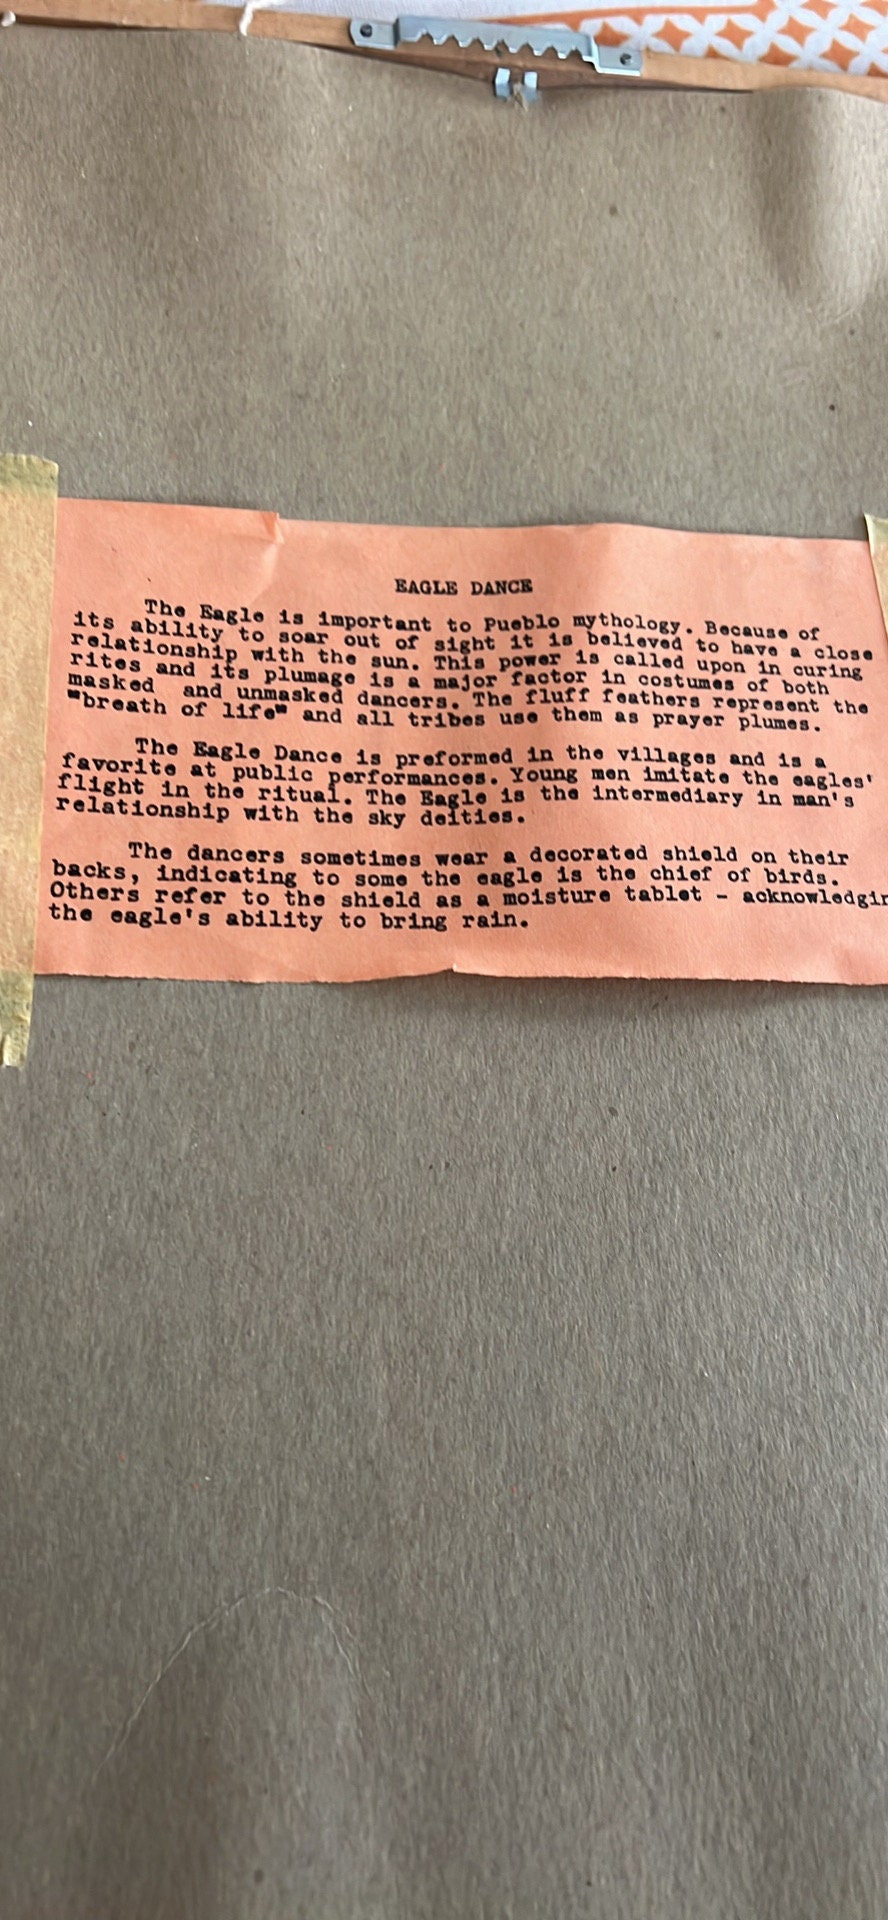 EAGLE DANCE
The Eagle is important to Pueblo mythology. Because of
its ability to soar out of sight it is believed to have a close
relationship with the sun. This power is called upon in curing
rites and its plumage is a major factor in costumes of both
masked and unmasked dancers. The fluff feathers represent the
"breath of life" and all tribes use them as prayer plumes.
The Eagle Dance is preformed in the villages and is a
favorite at public performances. Young men imitate the eagles'
flight in the ritual. The Eagle is the intermediary in man's
relationship with the sky deities.
The dancers sometimes wear a decorated shield on their
backs, indicating to some the eagle is the chief of birds.
Others refer to the shield as a moisture tablet - acknowledgin
the eagle's ability to bring rain.